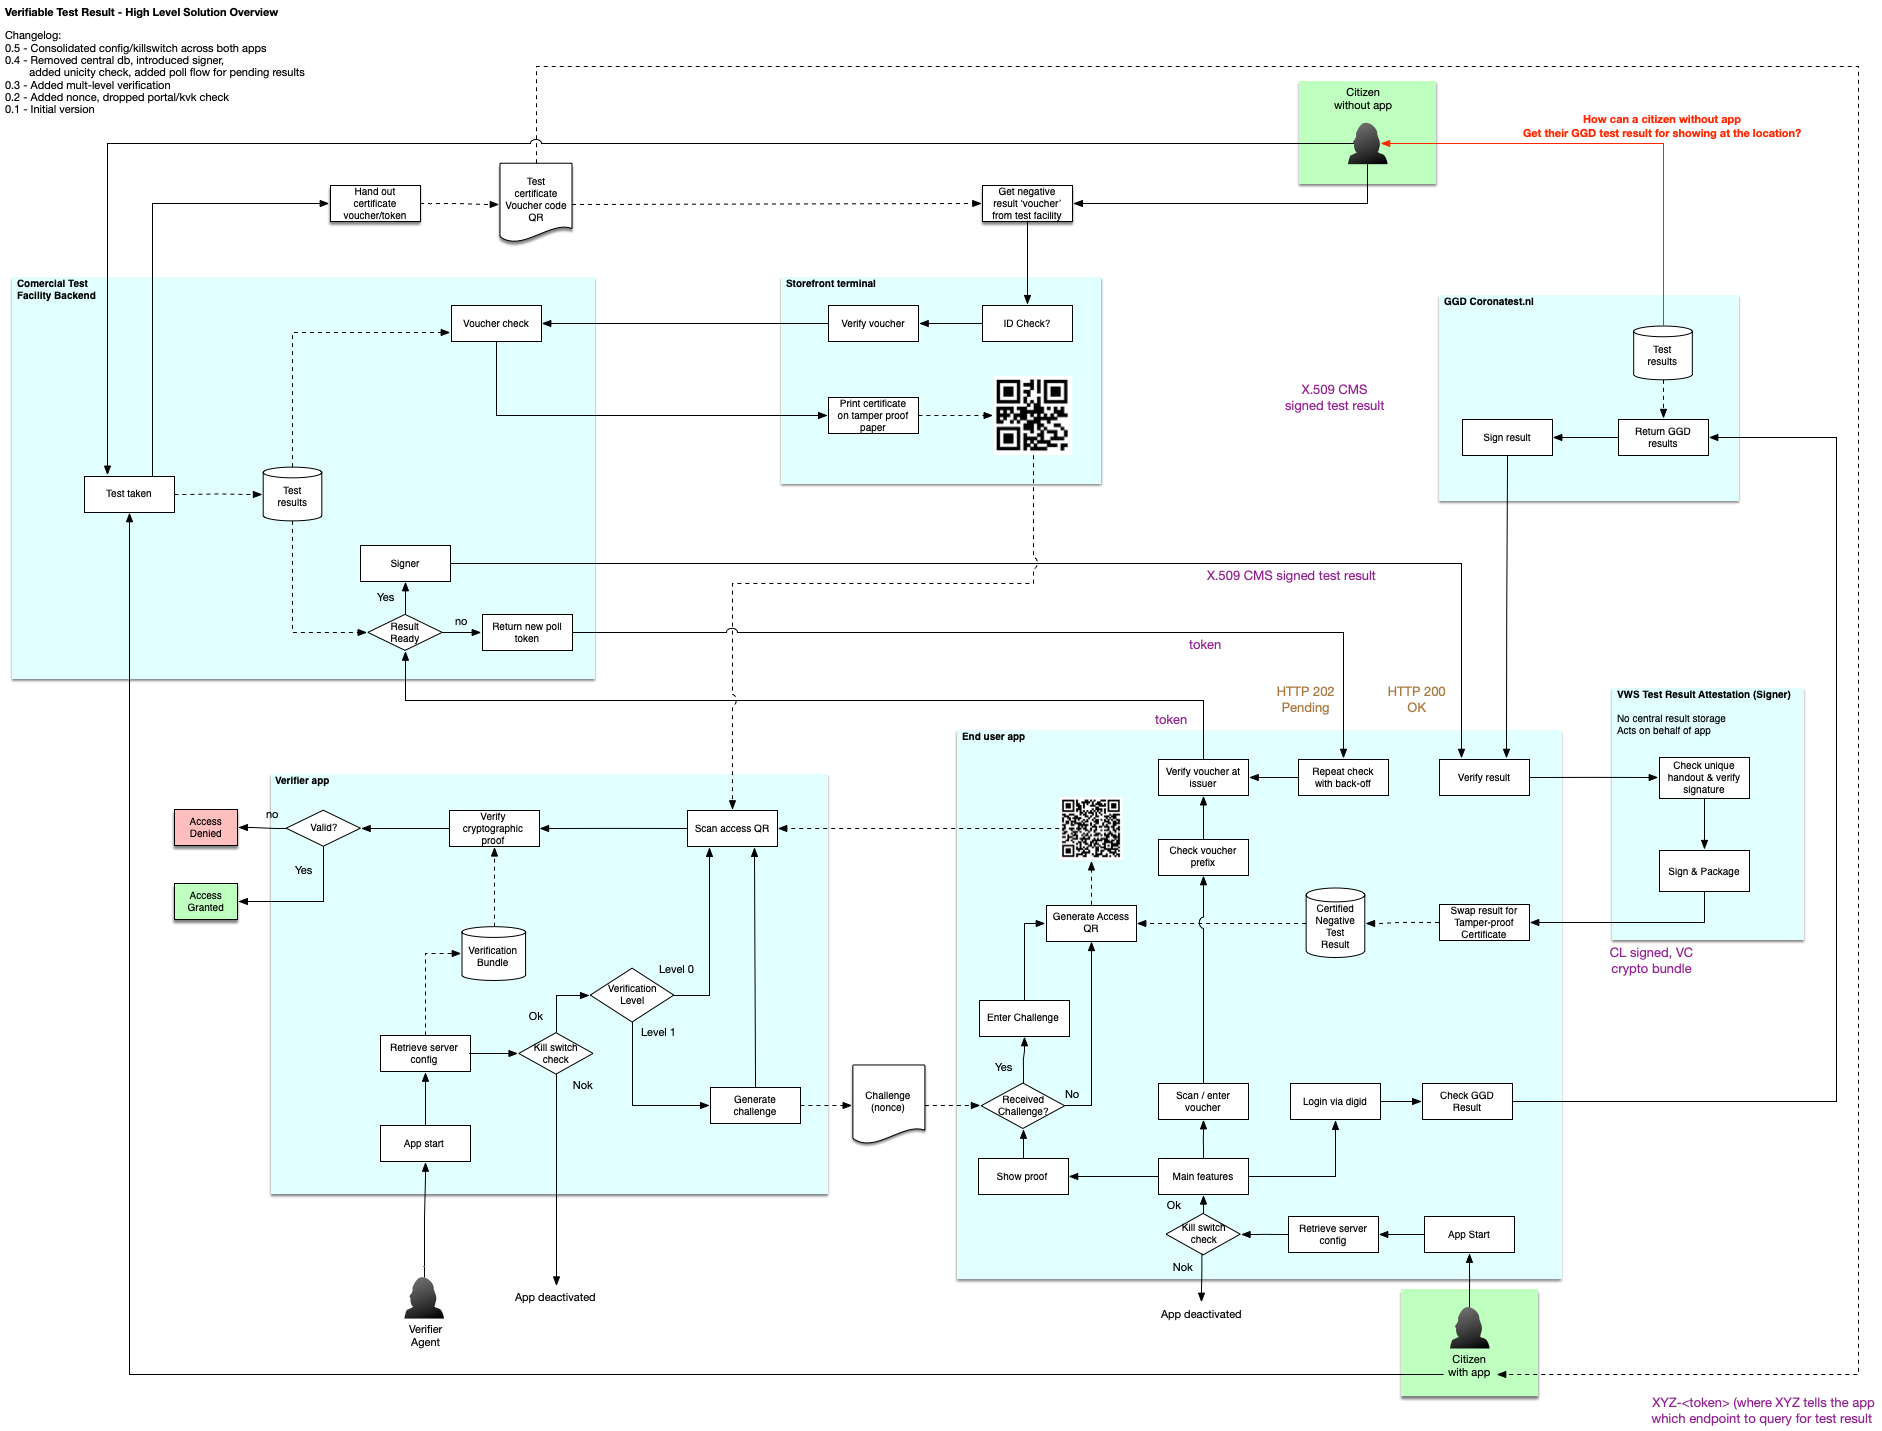 Verifiable Test Result - High Level Solution Overview
Changelog:
0.5 - Consolidated config/killswitch across both apps
0.4 - Removed central db, introduced signer,
added unicity check, added poll flow for pending results
0.3 - Added mult-level verification
0.2 - Added nonce, dropped portal/kvk check
0.1 - Initial version
Citizen
without app
How can a citizen without app
Get their GGD test result for showing at the location?
Hand out
certificate
voucher/token
Test
certificate
Voucher code
QR
Get negative
result 'voucher'
from test facility
Comercial Test
Facility Backend
Voucher check
Test taken
Test
results
Signer
Yes
Result
Ready
no
Return new poll
token
Storefront terminal
Verify voucher
ID Check?
Print certificate
on tamper proof
paper
GGD Coronatest.nl
Test
results
Sign result
Return GGD
results
X.509 CMS
signed test result
X.509 CMS signed test result
token
HTTP 202
Pending
HTTP 200
OK
token
VWS Test Result Attestation (Signer)
No central result storage
Acts on behalf of app
Check unique
handout & verify
signature
Sign & Package
CL signed, VC
crypto bundle
Verifier app
Access
Denied
no
Valid?
Yes
Access
Granted
Verify
cryptographic
proof
Scan access QR
Verification
Bundle
Verification
Level
Level 0
Level 1
Ok
Retrieve server
config
Kill switch
check
Nok
Generate
challenge
App start
App deactivated
Verifier
Agent
Challenge
(nonce)
End user app
Verify voucher at
issuer
Repeat check
with back-off
Verify result
Check voucher
prefix
Generate Access
QR
Certified
Negative
Test
Result
Swap result for
Tamper-proof
Certificate
Enter Challenge
Yes
Received
Challenge?
No
Scan / enter
voucher
Login via digid
Check GGD
Result
Show proof
Main features
Ok
Kill switch
check
Retrieve server
config
App Start
Nok
App deactivated
Citizen
with app
XYZ-<token> (where XYZ tells the app
which endpoint to query for test result